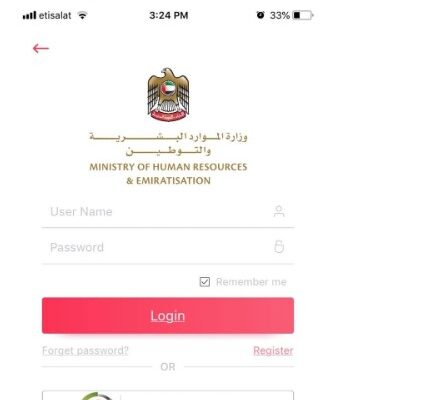 etisalat 3:24 PM 33%
وزارة الموارد البشرية
والتوطين
MINISTRY OF HUMAN RESOURCES
& EMIRATISATION
User Name
Password
Remember me
Login
Forget password? Register
OR